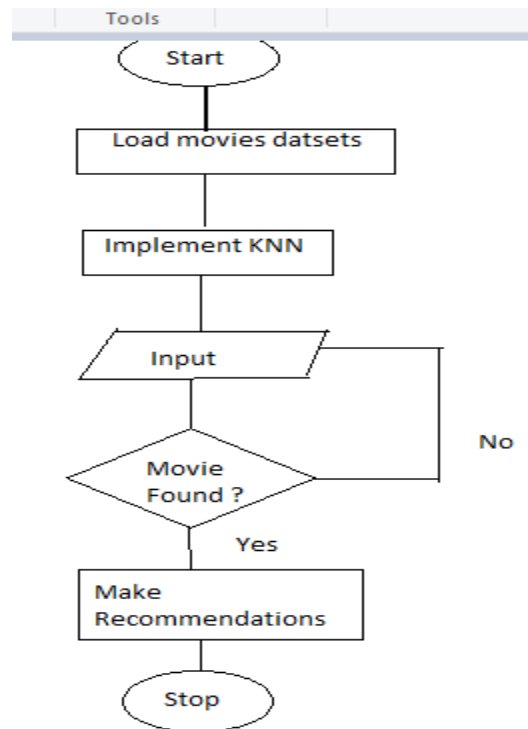 Tools
Start
Load movies datsets
Implement KNN
Input
No
Movie
Found ?
Yes
Make
Recommendations
Stop